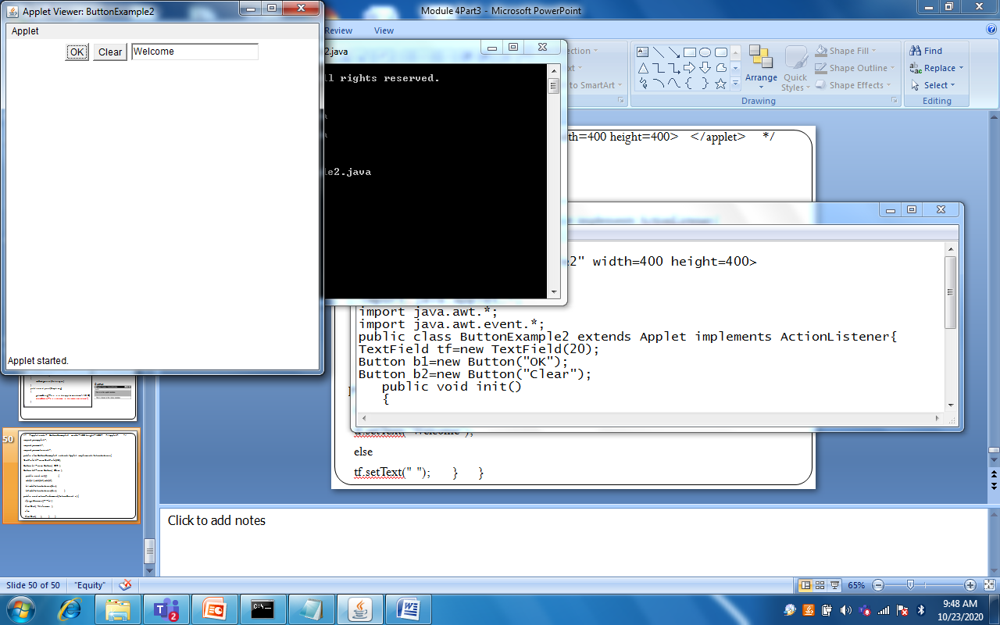 Applet Viewer: ButtonExample2
Applet
OK Clear Welcome
Applet started.
Module 4Part3 - Microsoft PowerPoint
Review View
Shape Fill
Shape Outline
Shape Effects
Arrange
Quick
Styles
Drawing
Find
Replace
Select
Editing
to SmartArt
2.java
ll rights reserved.
le2.java
th=400 height=400> </applet> */
e2" width=400 height=400>
import java.awt.*;
import java.awt.event.*;
public class ButtonExample2 extends Applet implements ActionListener{
TextField tf=new TextField(20);
Button b1=new Button("OK");
Button b2=new Button("Clear");
public void init()
{
else
tf.setText(" "); } }
50
Click to add notes
Slide 50 of 50 "Equity" 65%
C:\_
2
9:48 AM
10/23/2020